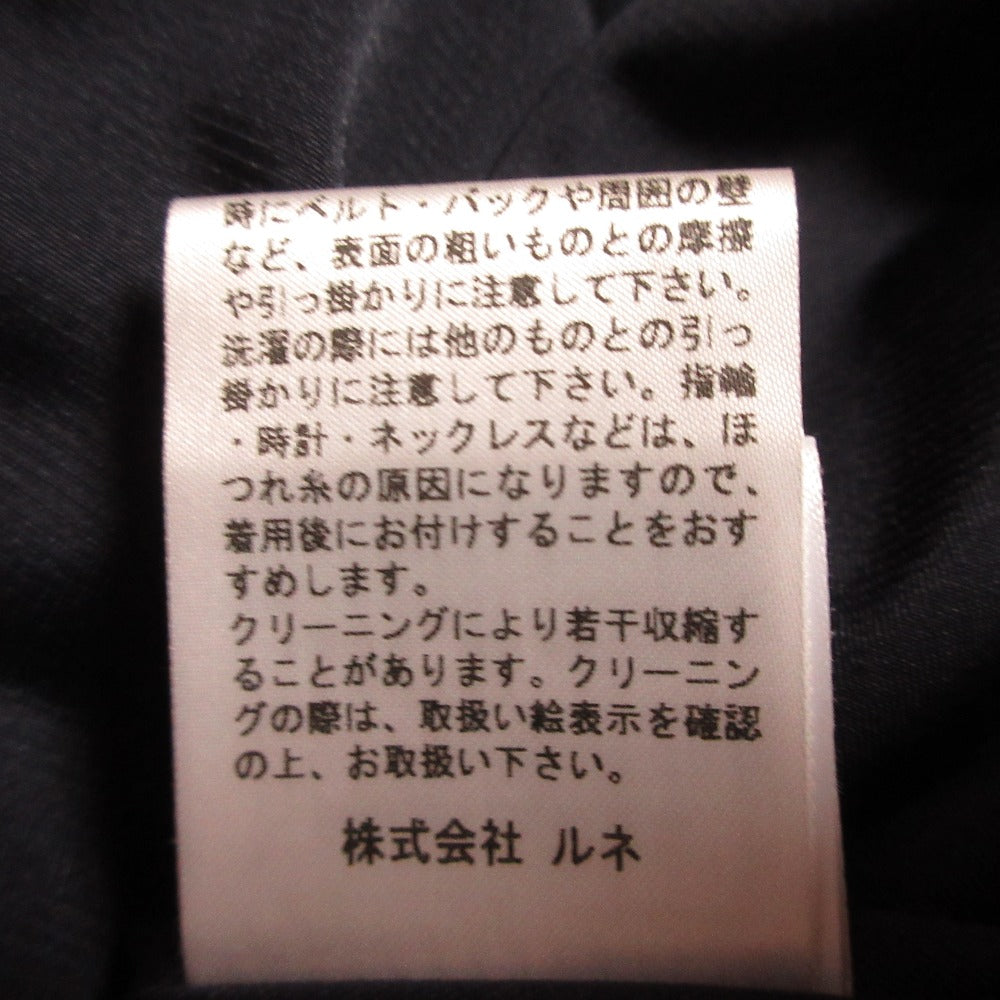 時にベルト・バックや周囲の壁
など、表面の粗いものとの摩擦
や引っ掛かりに注意して下さい。
洗濯の際には他のものとの引っ
掛かりに注意して下さい。指輪
・時計・ネックレスなどは、ほ
つれ糸の原因になりますので、
着用後にお付けすることをおす
すめします。
クリーニングにより若干収縮す
ることがあります。クリーニン
グの際は、取扱い絵表示を確認
の上、お取扱い下さい。
株式会社 ルネ